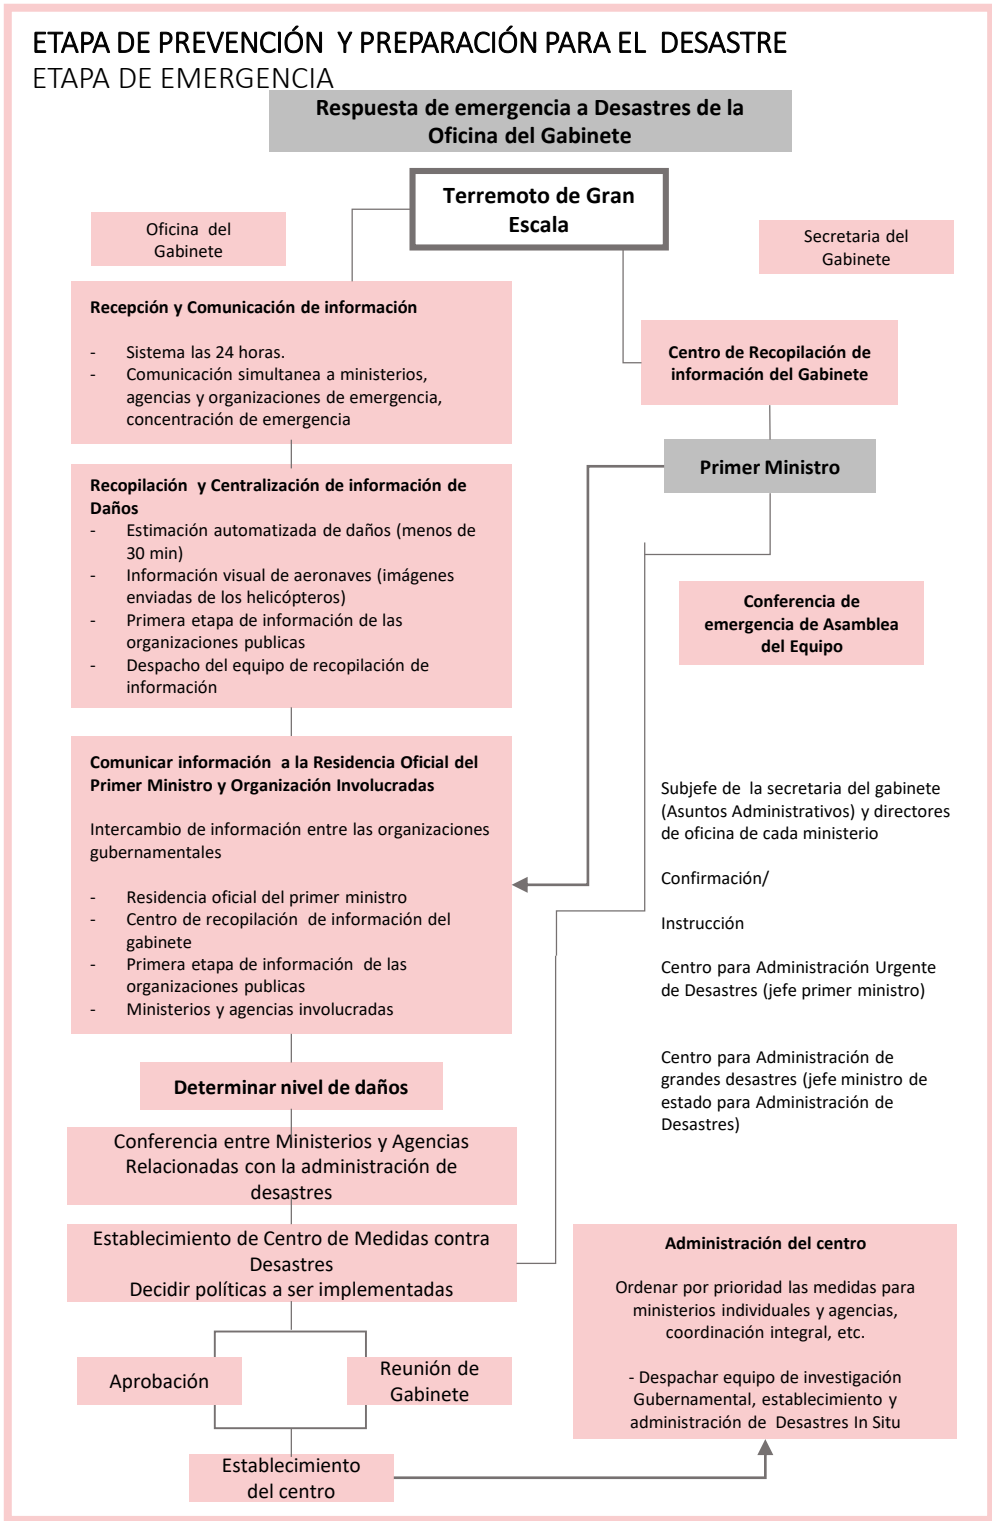 ETAPA DE PREVENCIÓN Y PREPARACIÓN PARA EL DESASTRE
ETAPA DE EMERGENCIA
Respuesta de emergencia a Desastres de la
Oficina del Gabinete
Terremoto de Gran
Escala
Oficina del
Gabinete
Secretaria del
Gabinete
Recepción y Comunicación de información
- Sistema las 24 horas.
- Comunicación simultanea a ministerios,
agencias y organizaciones de emergencia,
concentración de emergencia
Centro de Recopilación de
información del Gabinete
Primer Ministro
Recopilación y Centralización de información de
Daños
- Estimación automatizada de daños (menos de
30 min)
- Información visual de aeronaves (imágenes
enviadas de los helicópteros)
- Primera etapa de información de las
organizaciones publicas
- Despacho del equipo de recopilación de
información
Conferencia de
emergencia de Asamblea
del Equipo
Comunicar información a la Residencia Oficial del
Primer Ministro y Organización Involucradas
Intercambio de información entre las organizaciones
gubernamentales
- Residencia oficial del primer ministro
- Centro de recopilación de información del
gabinete
- Primera etapa de información de las
organizaciones publicas
- Ministerios y agencias involucradas
Subjefe de la secretaria del gabinete
(Asuntos Administrativos) y directores
de oficina de cada ministerio
Confirmación/
Instrucción
Centro para Administración Urgente
de Desastres (jefe primer ministro)
Centro para Administración de
grandes desastres (jefe ministro de
estado para Administración de
Desastres)
Determinar nivel de daños
Conferencia entre Ministerios y Agencias
Relacionadas con la administración de
desastres
Establecimiento de Centro de Medidas contra
Desastres
Decidir políticas a ser implementadas
Aprobación
Reunión de
Gabinete
Establecimiento
del centro
Administración del centro
Ordenar por prioridad las medidas para
ministerios individuales y agencias,
coordinación integral, etc.
- Despachar equipo de investigación
Gubernamental, establecimiento y
administración de Desastres In Situ